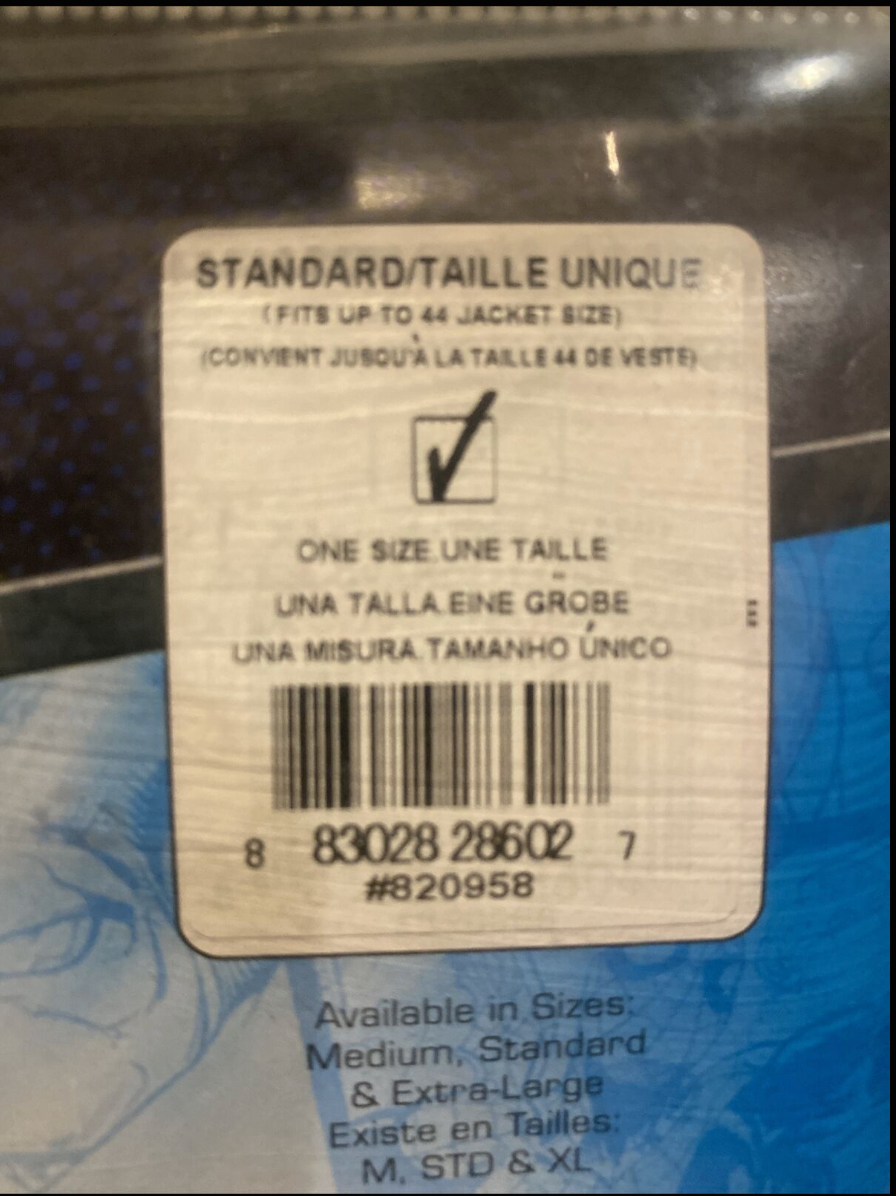 STANDARD/TAILLE UNIQUE
(FITS UP TO 44 JACKET SIZE)
(CONVIENT JUSQU'À LA TAILLE 44 DE VESTE)
ONE SIZE.UNE TAILLE
UNA TALLA.EINE GRÖBE
UNA MISURA.TAMANHO ÚNICO
8 83028 28602 7
#820958
Available in Sizes:
Medium, Standard
& Extra-Large
Existe en Tailles:
M, STD & XL